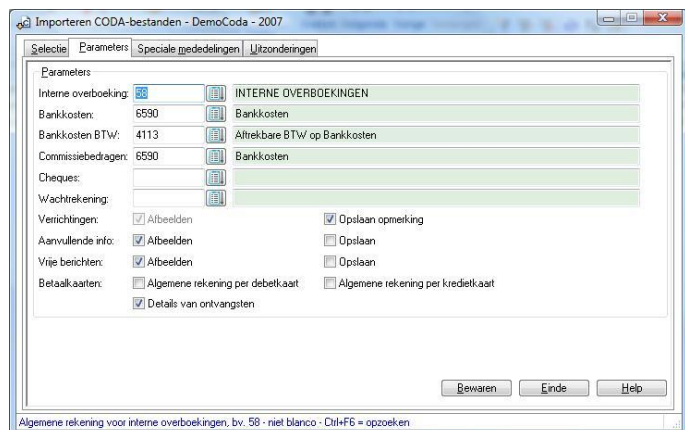 Importeren CODA-bestanden - DemoCoda - 2007
Selectie Parameters Speciale mededelingen Uitzonderingen
Parameters
Interne overboeking: 58 INTERNE OVERBOEKINGEN
Bankkosten: 6590 Bankkosten
Bankkosten BTW: 4113 Aftrekbare BTW op Bankkosten
Commissiebedragen: 6590 Bankkosten
Cheques:
Wachtrekening:
Verrichtingen: Afbeelden Opslaan opmerking
Aanvullende info: Afbeelden Opslaan
Vrije berichten: Afbeelden Opslaan
Betaalkaarten: Algemene rekening per debetkaart Algemene rekening per kredietkaart
Details van ontvangsten
Bewaren Einde Help
Algemene rekening voor interne overboekingen, bv. 58 - niet blanco - Ctrl+F6 = opzoeken